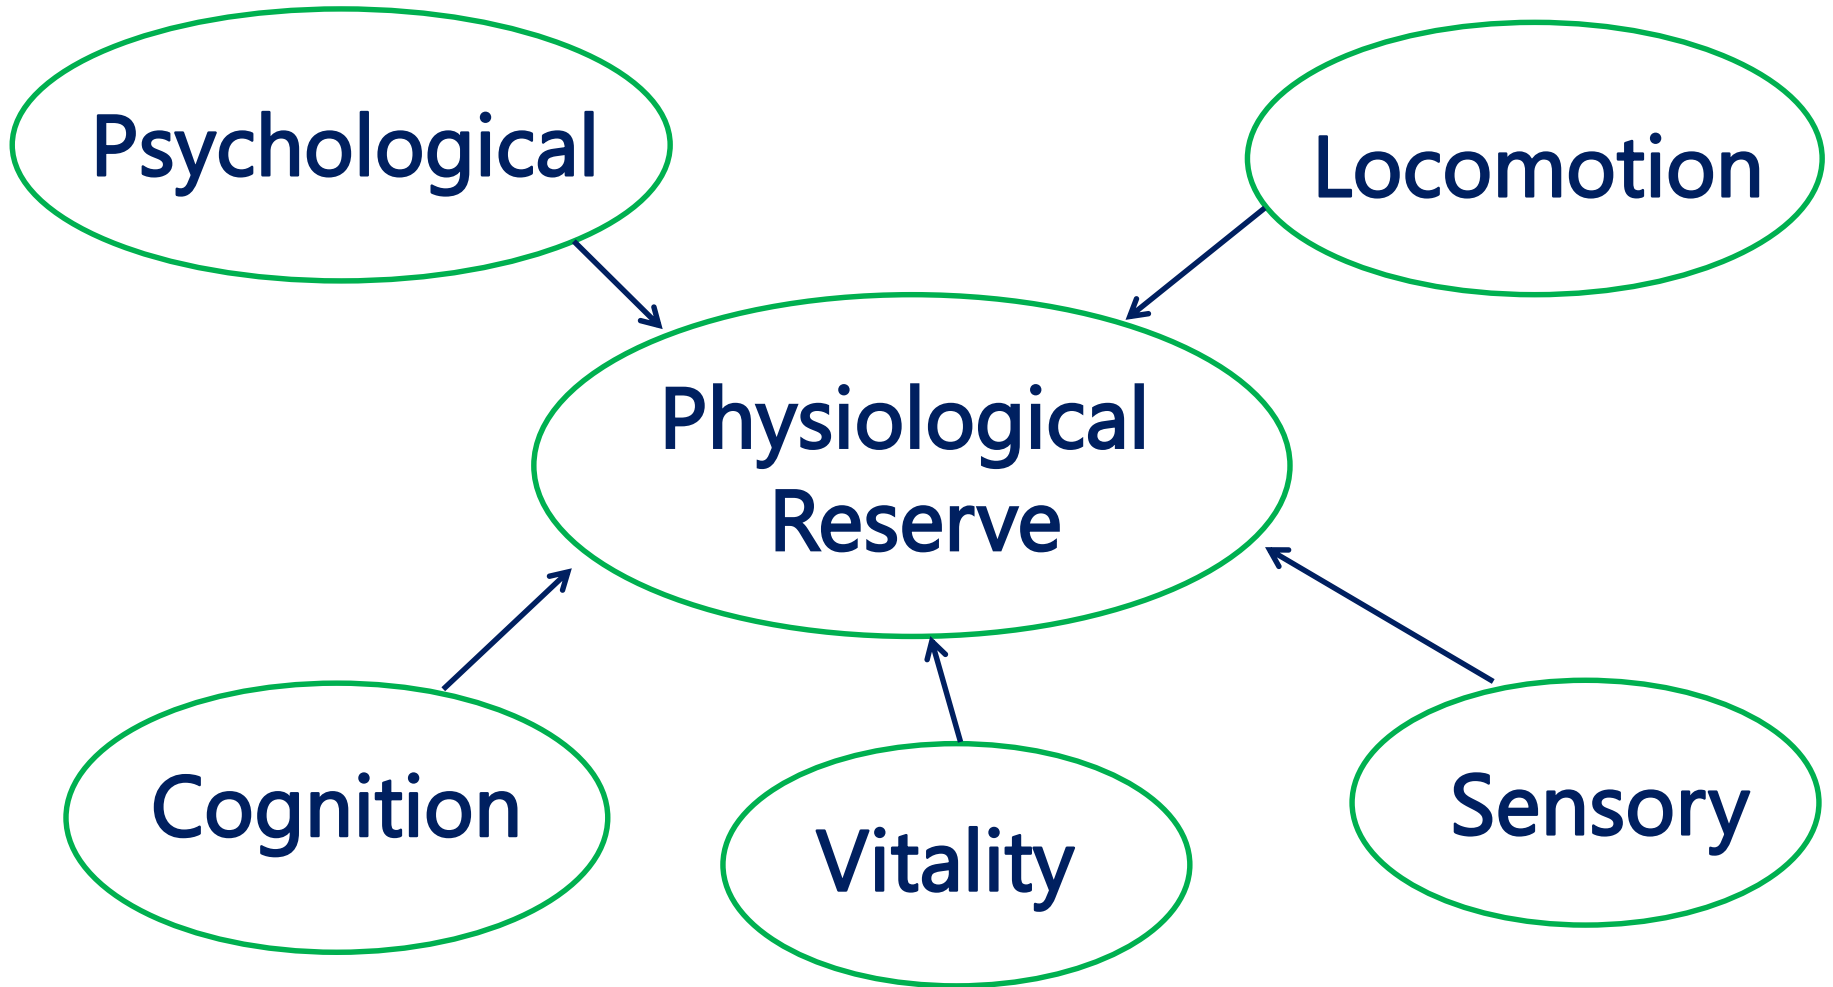 Psychological
Locomotion
Physiological
Reserve
Cognition
Vitality
Sensory